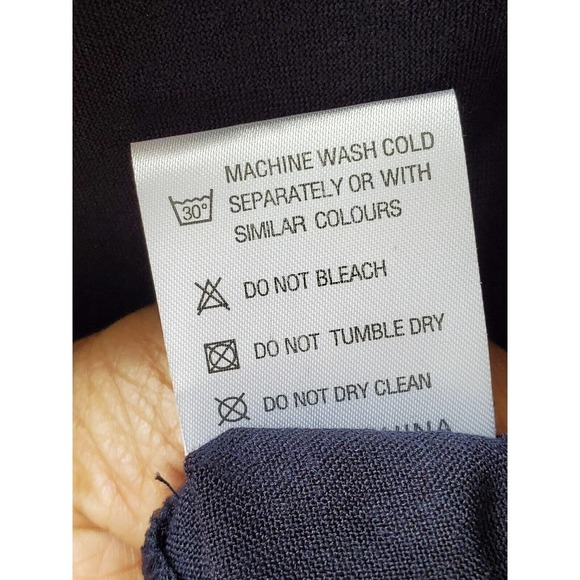 MACHINE WASH COLD
30° SEPARATELY OR WITH
SIMILAR COLOURS
DO NOT BLEACH
DO NOT TUMBLE DRY
DO NOT DRY CLEAN